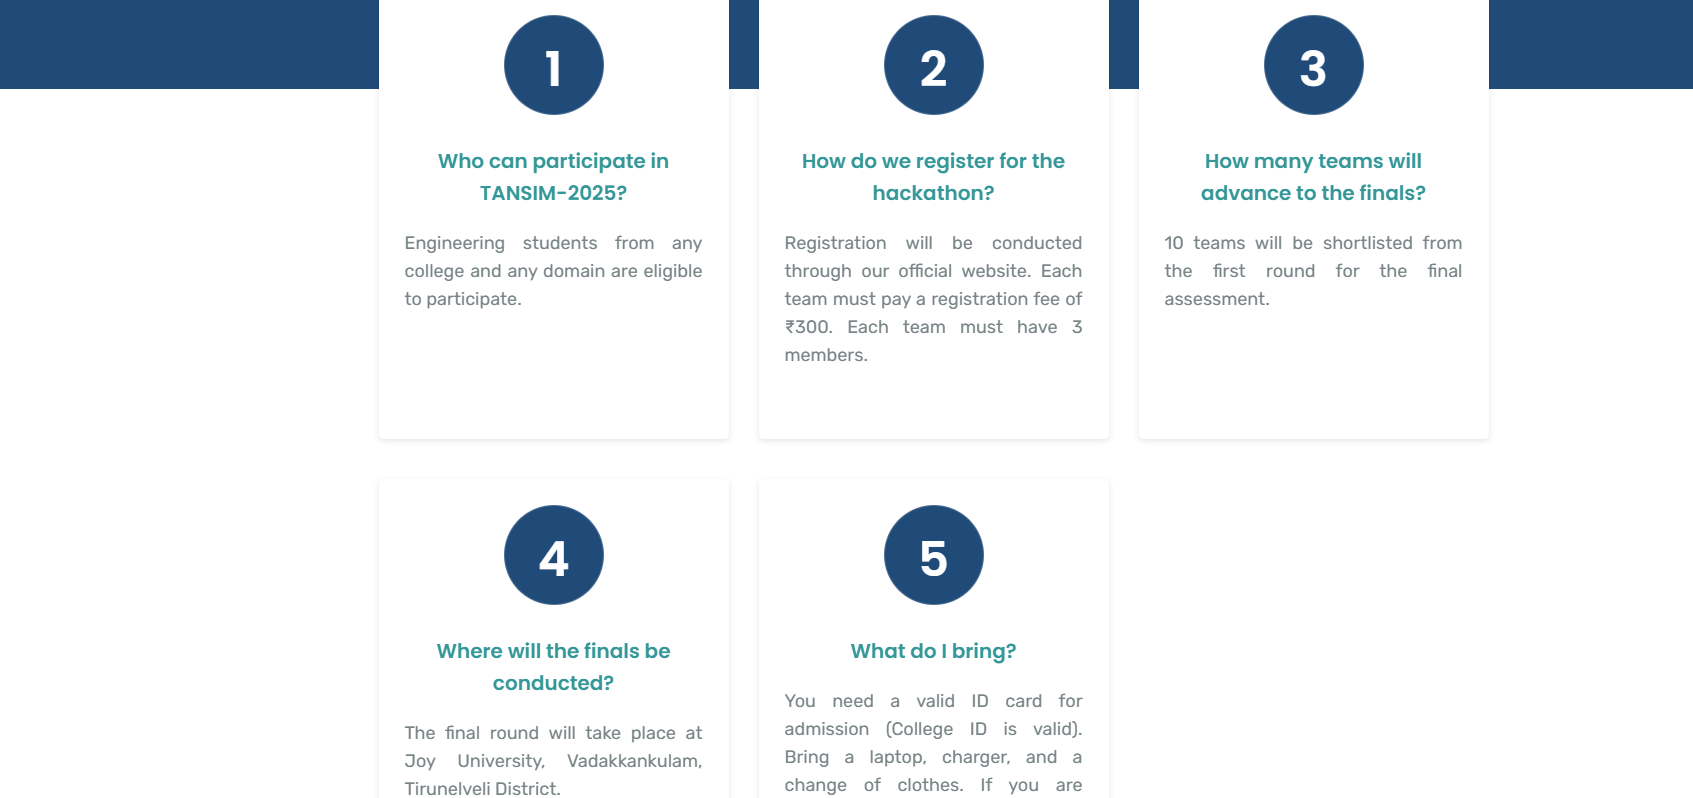 1
Who can participate in
TANSIM-2025?
Engineering students from any
college and any domain are eligible
to participate.
2
How do we register for the
hackathon?
Registration will be conducted
through our official website. Each
team must pay a registration fee of
₹300. Each team must have 3
members.
3
How many teams will
advance to the finals?
10 teams will be shortlisted from
the first round for the final
assessment.
4
Where will the finals be
conducted?
The final round will take place at
Joy University, Vadakkankulam,
Tirunelveli District.
5
What do I bring?
You need a valid ID card for
admission (College ID is valid).
Bring a laptop, charger, and a
change of clothes. If you are